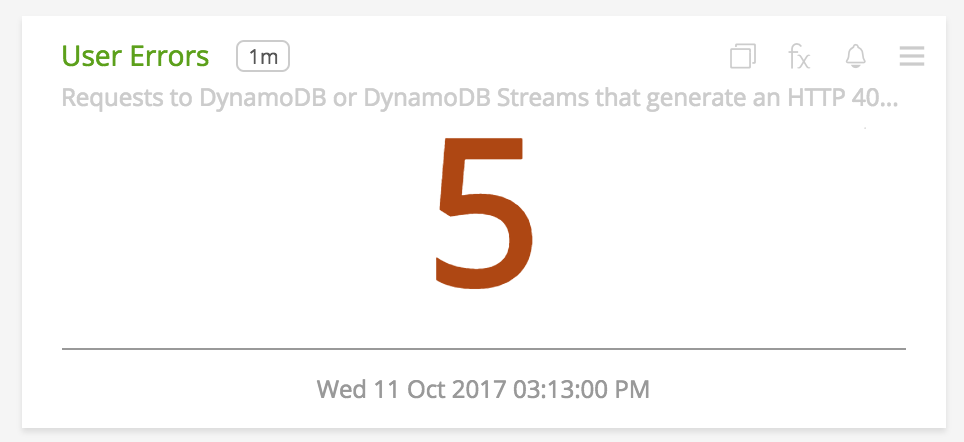 User Errors 1m fx
Requests to DynamoDB or DynamoDB Streams that generate an HTTP 40...
5
Wed 11 Oct 2017 03:13:00 PM